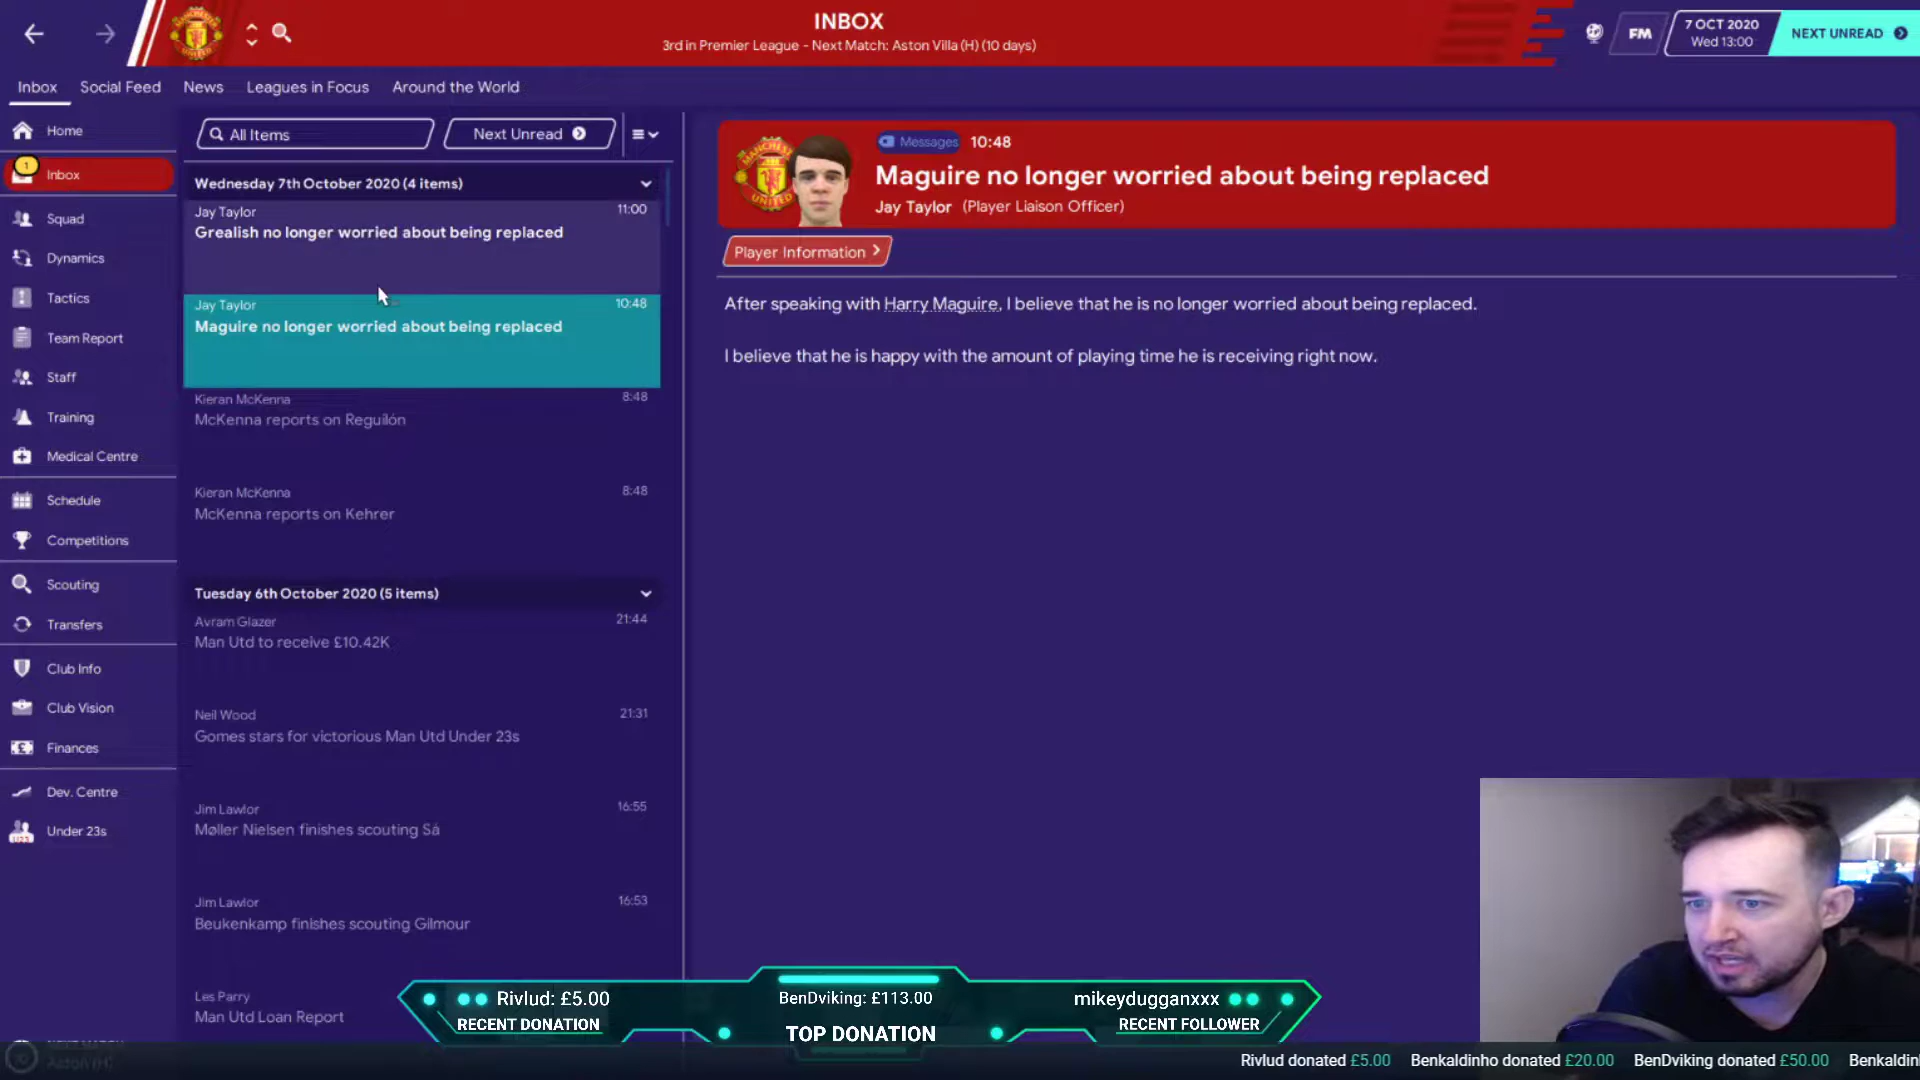 INBOX
3rd in Premier League - Next Match: Aston Villa (H) (10 days)
FM
7 OCT 2020
Wed 13:00
NEXT UNREAD
Inbox
Social Feed
News
Leagues in Focus
Around the World
Home
1
Inbox
Squad
Dynamics
Tactics
Team Report
Staff
Training
Medical Centre
Schedule
Competitions
Scouting
Transfers
Club Info
Club Vision
Finances
Dev. Centre
Under 23s
All Items
Next Unread
Wednesday 7th October 2020 (4 items)
Jay Taylor 11:00
Grealish no longer worried about being replaced
Jay Taylor 10:48
Maguire no longer worried about being replaced
Kieran McKenna 8:48
McKenna reports on Reguilón
Kieran McKenna 8:48
McKenna reports on Kehrer
Tuesday 6th October 2020 (5 items)
Avram Glazer 21:44
Man Utd to receive £10.42K
Neil Wood 21:31
Gomes stars for victorious Man Utd Under 23s
Jim Lawlor 16:55
Møller Nielsen finishes scouting Sá
Jim Lawlor 16:53
Beukenkamp finishes scouting Gilmour
Les Parry
Man Utd Loan Report
Messages 10:48
Maguire no longer worried about being replaced
Jay Taylor (Player Liaison Officer)
Player Information
After speaking with Harry Maguire, I believe that he is no longer worried about being replaced.
I believe that he is happy with the amount of playing time he is receiving right now.
Rivlud: £5.00
RECENT DONATION
BenDviking: £113.00
TOP DONATION
mikeydugganxxx
RECENT FOLLOWER
Rivlud donated £5.00 Benkaldinho donated £20.00 BenDviking donated £50.00